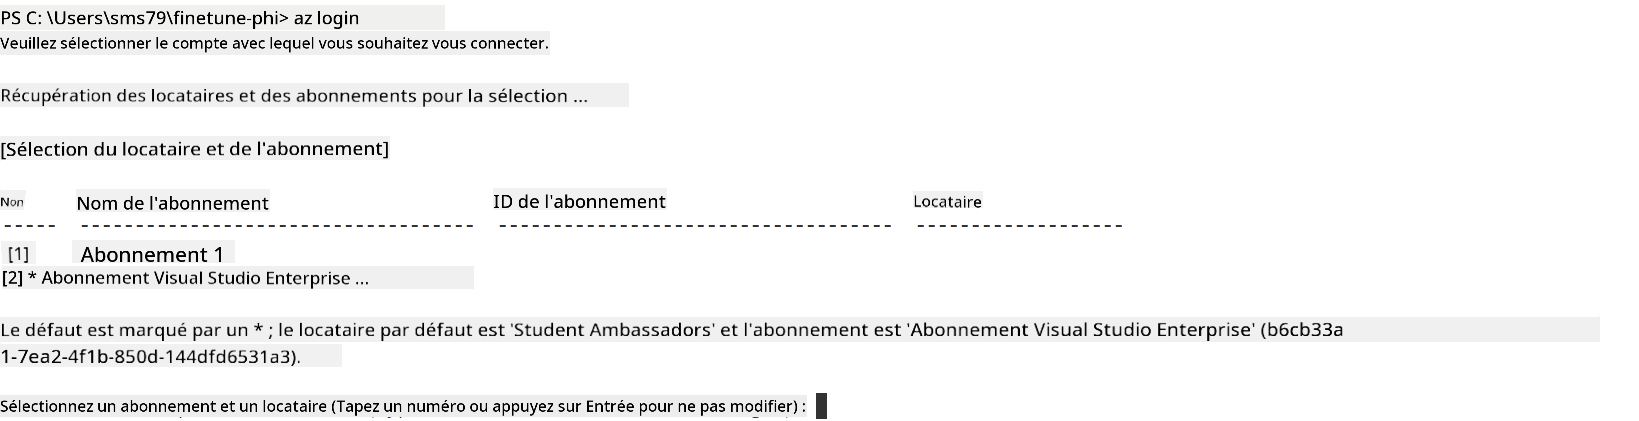 PS C: \Users\sms79\finetune-phi> az login
Veuillez sélectionner le compte avec lequel vous souhaitez vous connecter.
Récupération des locataires et des abonnements pour la sélection ...
[Sélection du locataire et de l'abonnement]
Non Nom de l'abonnement ID de l'abonnement Locataire
----- ---------------------------------- ---------------------------------- ------------------
[1] Abonnement 1
[2] * Abonnement Visual Studio Enterprise ...
Le défaut est marqué par un * ; le locataire par défaut est 'Student Ambassadors' et l'abonnement est 'Abonnement Visual Studio Enterprise' (b6cb33a
1-7ea2-4f1b-850d-144dfd6531a3).
Sélectionnez un abonnement et un locataire (Tapez un numéro ou appuyez sur Entrée pour ne pas modifier) :